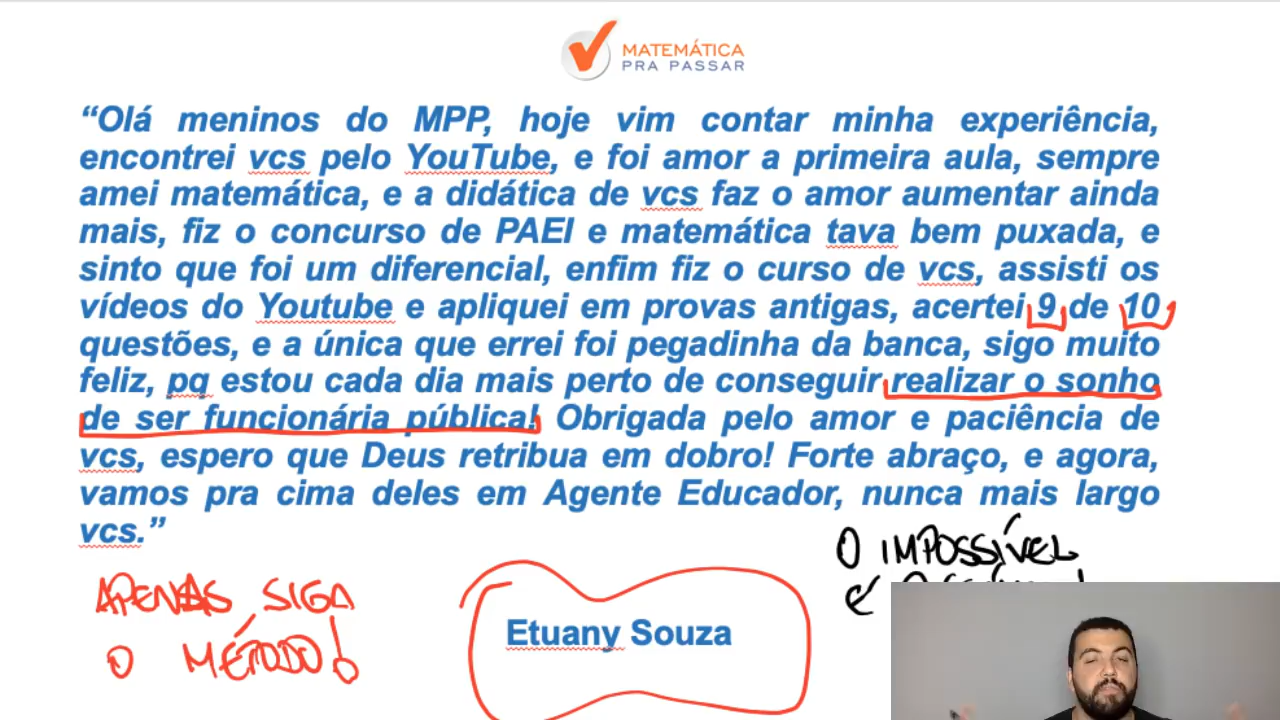 MATEMÁTICA
PRA PASSAR
“Olá meninos do MPP, hoje vim contar minha experiência,
encontrei vcs pelo YouTube, e foi amor a primeira aula, sempre
amei matemática, e a didática de vcs faz o amor aumentar ainda
mais, fiz o concurso de PAEI e matemática tava bem puxada, e
sinto que foi um diferencial, enfim fiz o curso de vcs, assisti os
vídeos do Youtube e apliquei em provas antigas, acertei 9 de 10
questões, e a única que errei foi pegadinha da banca, sigo muito
feliz, pq estou cada dia mais perto de conseguir realizar o sonho
de ser funcionária pública! Obrigada pelo amor e paciência de
vcs, espero que Deus retribua em dobro! Forte abraço, e agora,
vamos pra cima deles em Agente Educador, nunca mais largo
vcs.”
O IMPOSSÍVEL
É
APENAS SIGA
O MÉTODO!
Etuany Souza